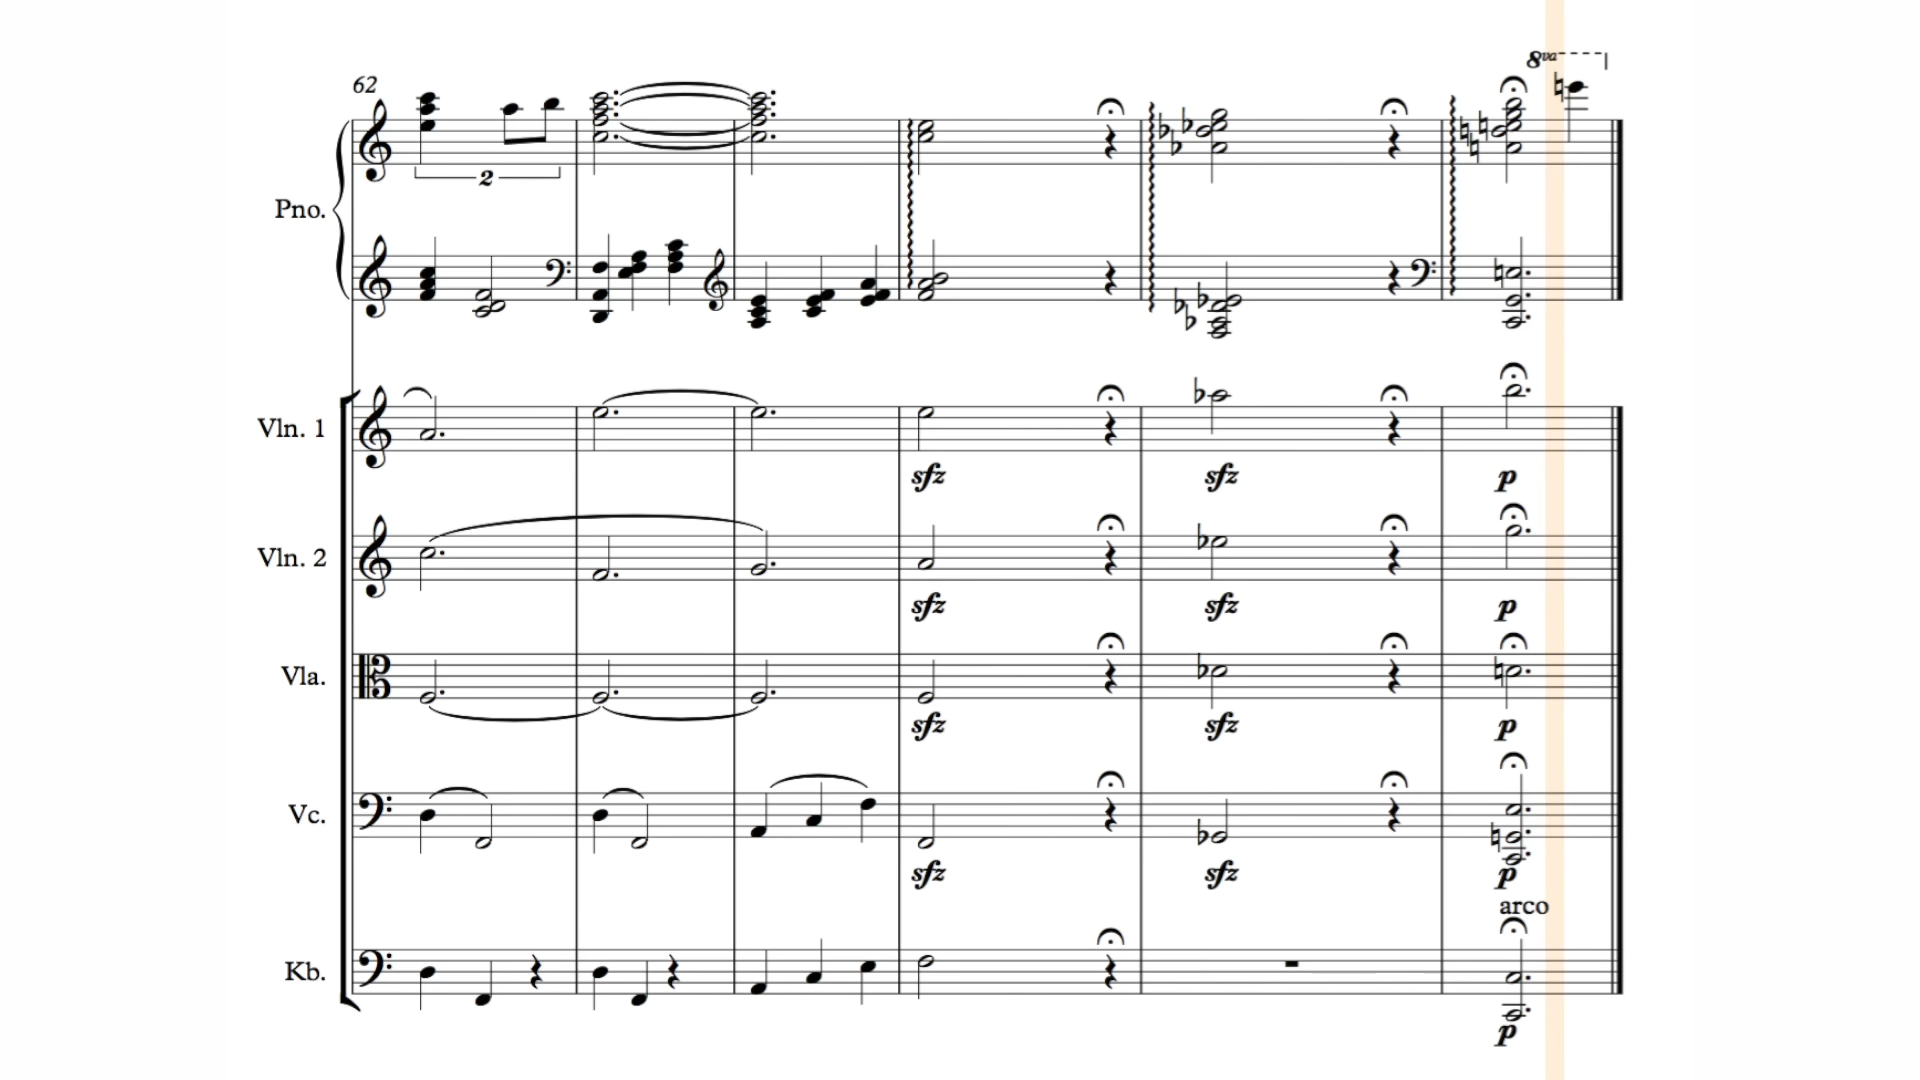 8va
62
2
Pno.
Vln. 1
sfz sfz p
Vln. 2
sfz sfz p
Vla.
sfz sfz p
Vc.
sfz sfz p
arco
Kb.
p